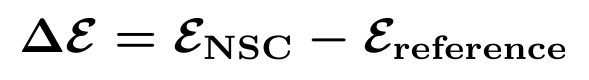 Δℰ = ℰ_NSC − ℰ_reference